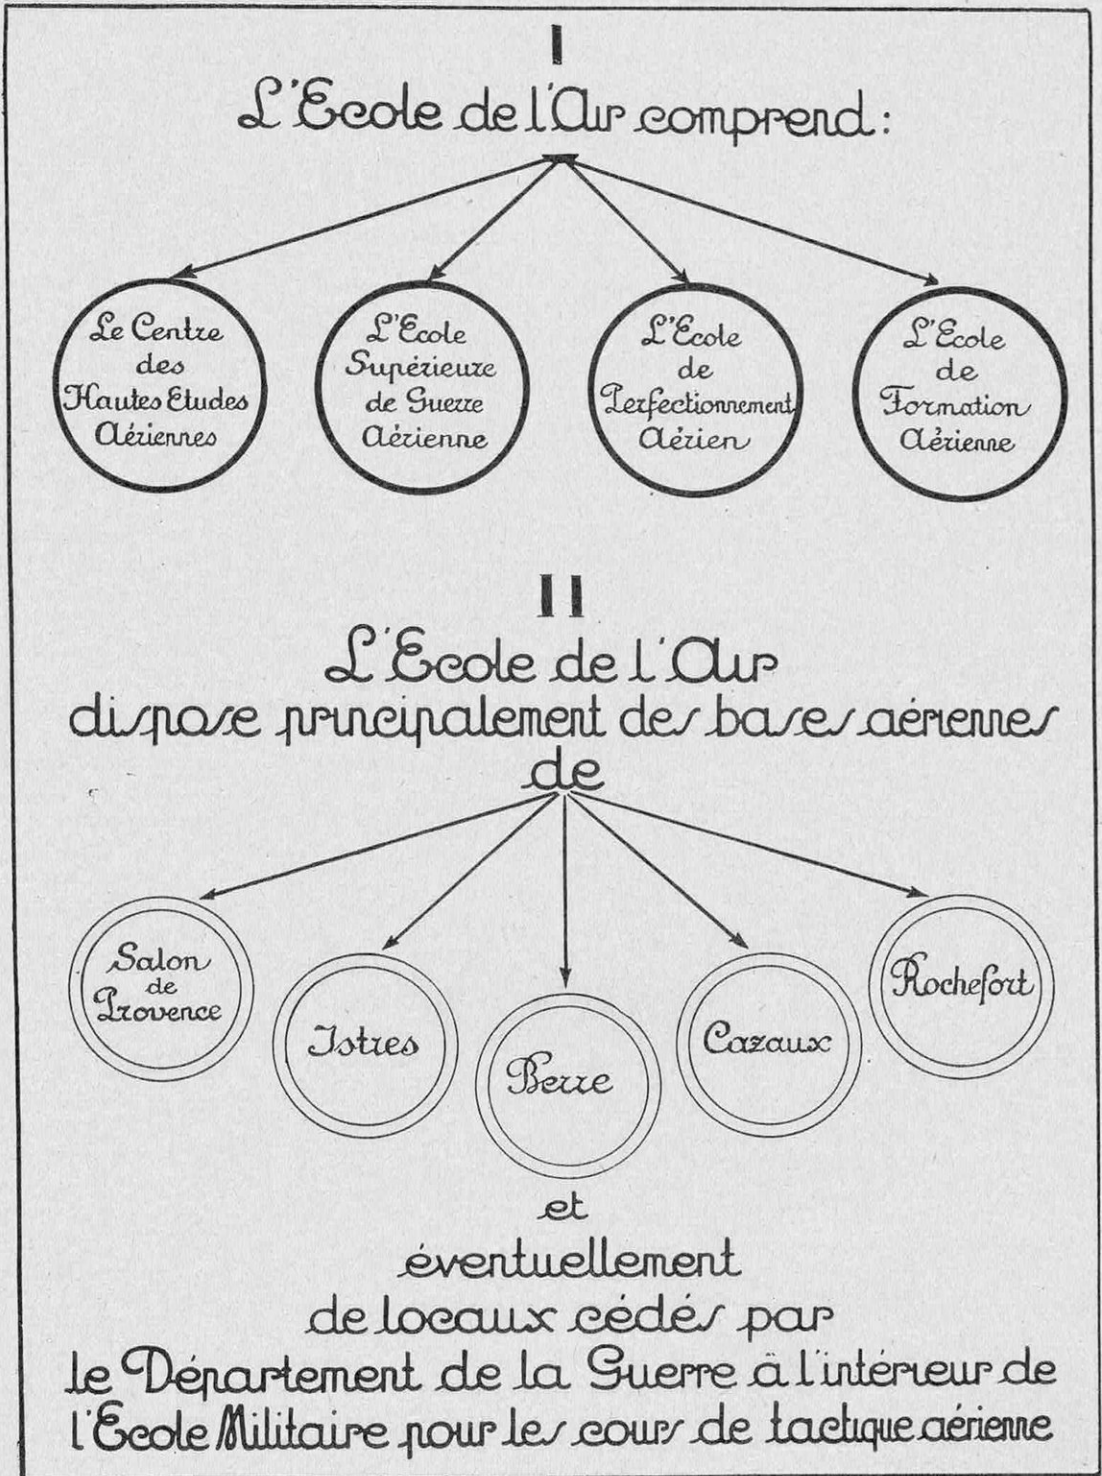 I
L'Ecole de l'Air comprend :
Le Centre
des
Hautes Etudes
Aériennes
L'Ecole
Supérieure
de Guerre
Aérienne
L'Ecole
de
Perfectionnement
Aérien
L'Ecole
de
Formation
Aérienne
II
L'Ecole de l'Air
dispose principalement des bases aériennes
de
Salon
de
Provence
Istres
Berre
Cazaux
Rochefort
et
éventuellement
de locaux cédés par
le Département de la Guerre à l'intérieur de
l'Ecole Militaire pour les cours de tactique aérienne